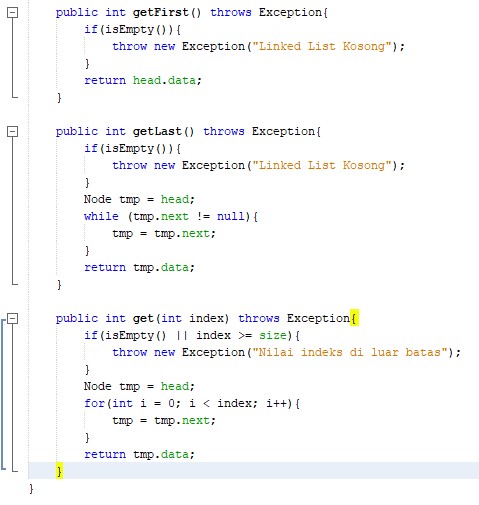 public int getFirst() throws Exception{
if(isEmpty()){
throw new Exception("Linked List Kosong");
}
return head.data;
}
public int getLast() throws Exception{
if(isEmpty()){
throw new Exception("Linked List Kosong");
}
Node tmp = head;
while (tmp.next != null){
tmp = tmp.next;
}
return tmp.data;
}
public int get(int index) throws Exception{
if(isEmpty() || index >= size){
throw new Exception("Nilai indeks di luar batas");
}
Node tmp = head;
for(int i = 0; i < index; i++){
tmp = tmp.next;
}
return tmp.data;
}
}